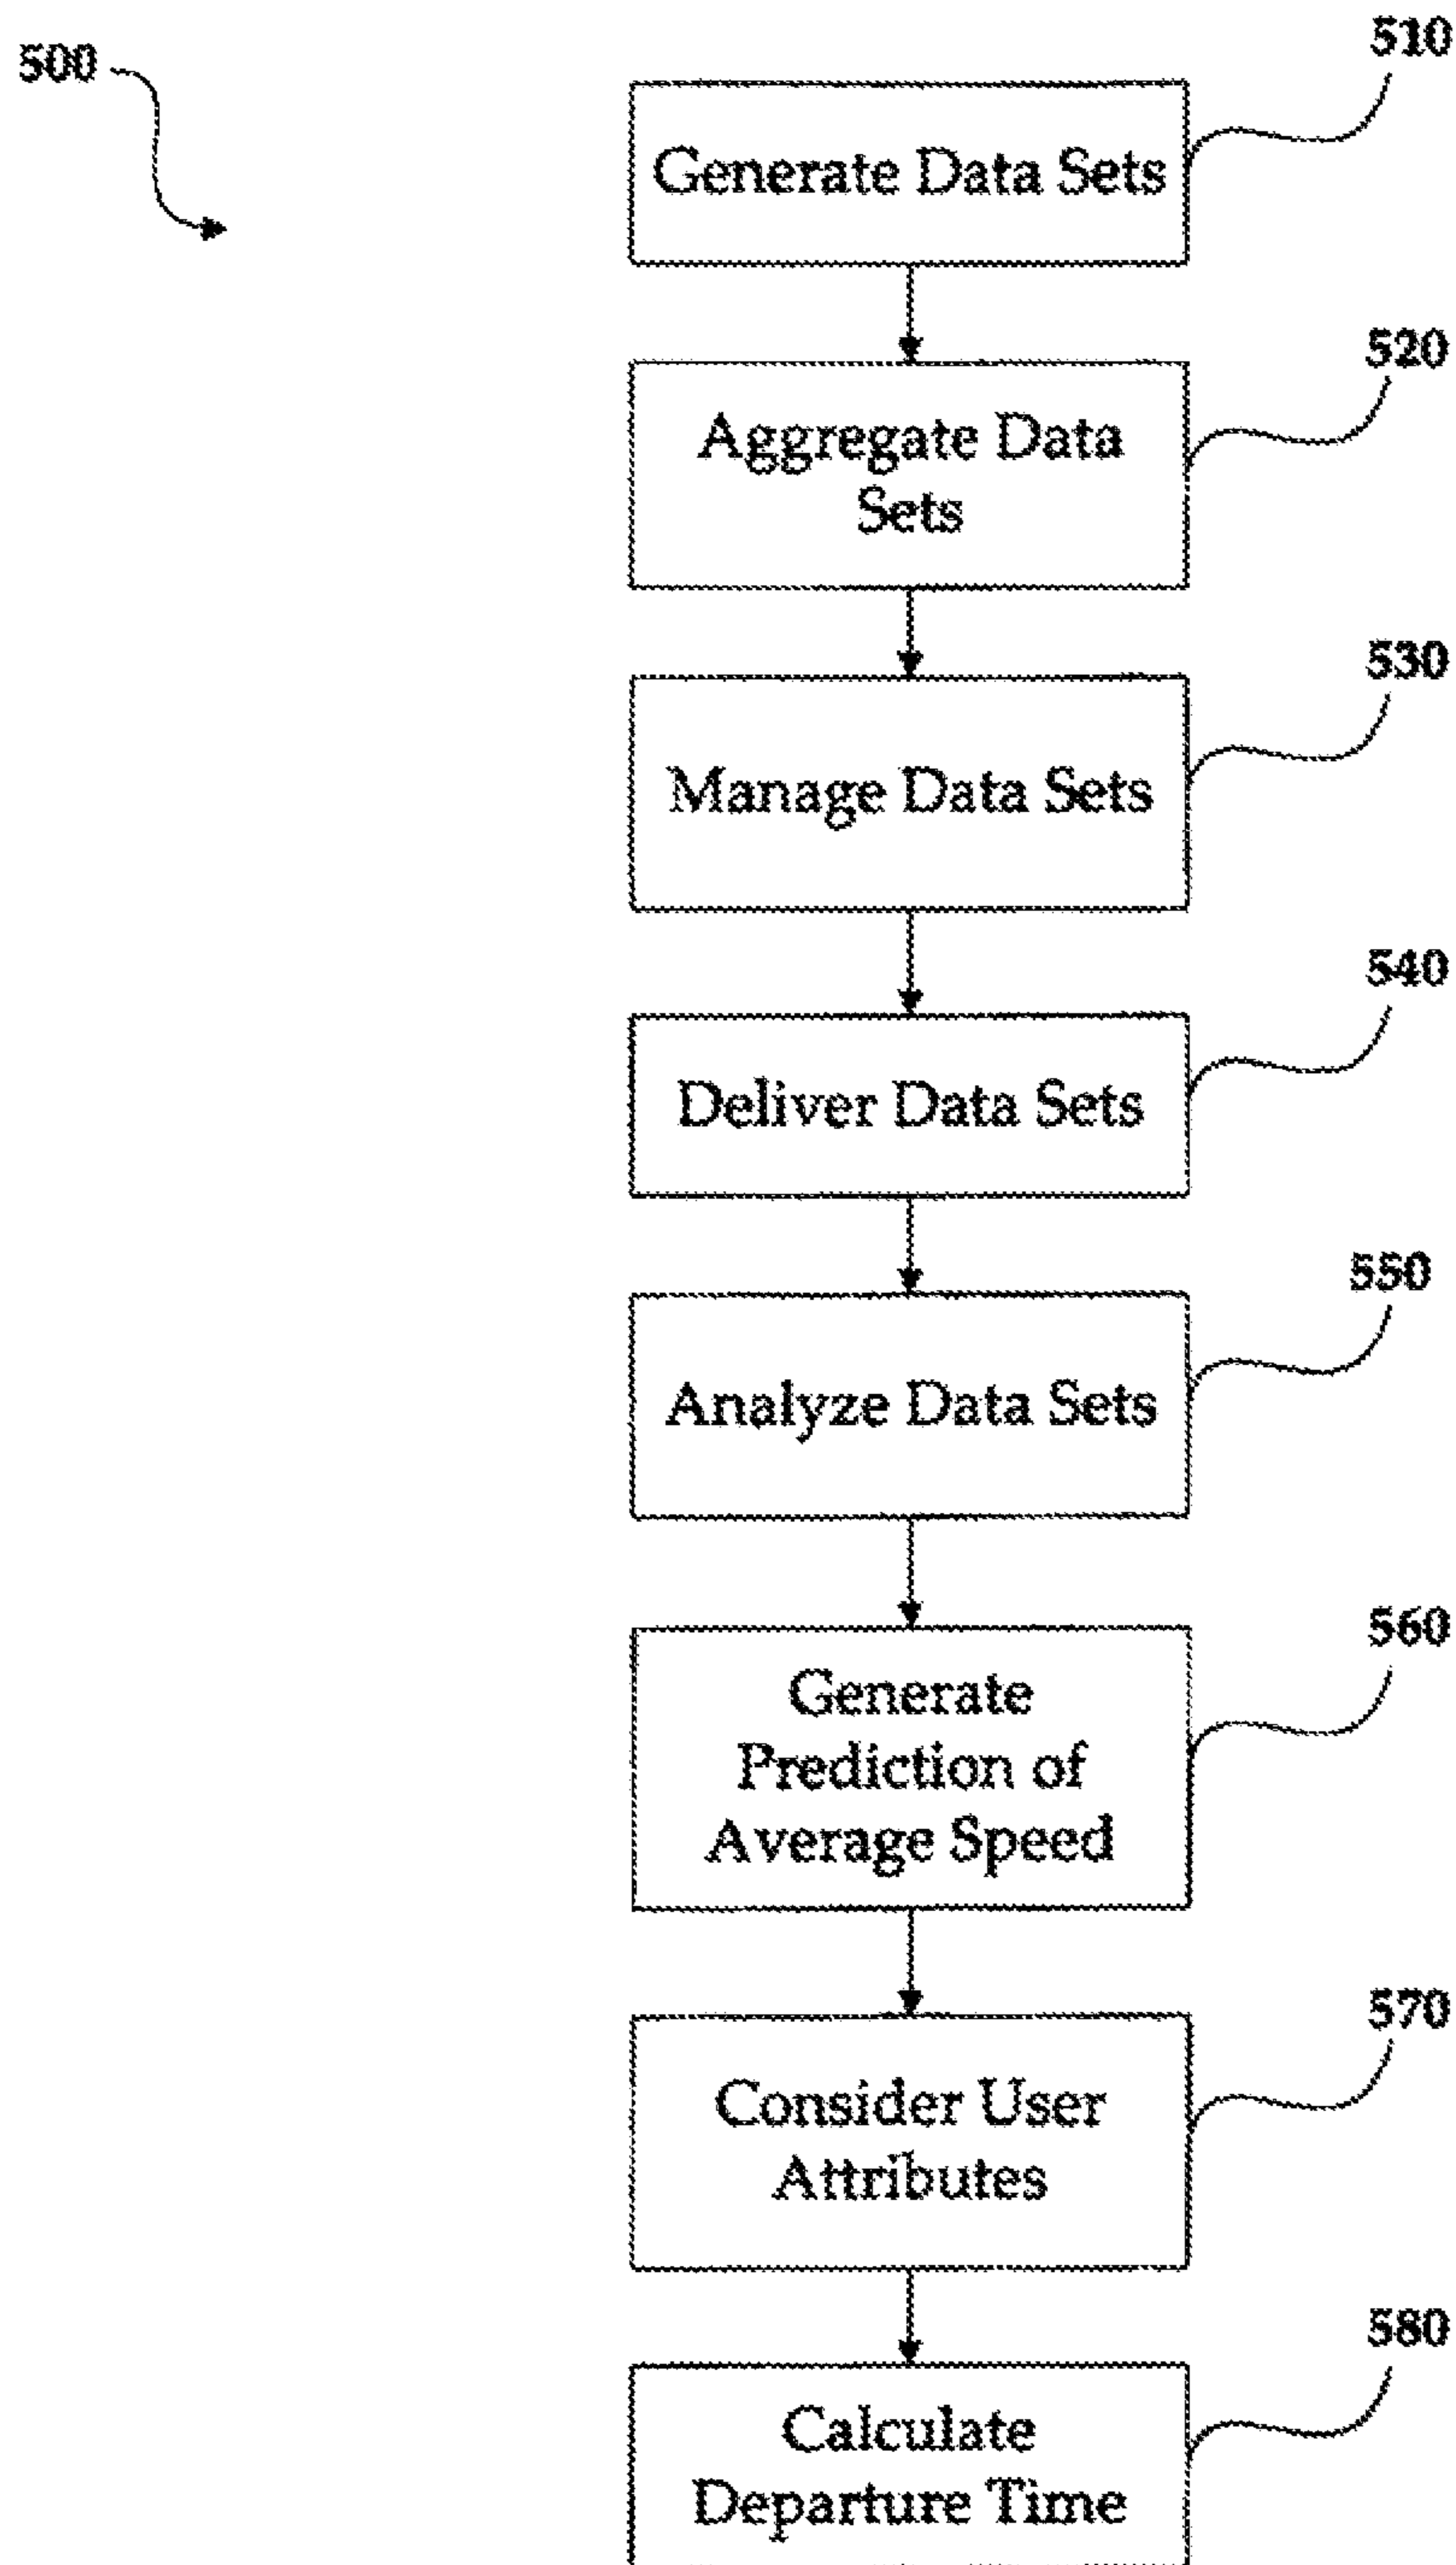 500
510
Generate Data Sets
520
Aggregate Data
Sets
530
Manage Data Sets
540
Deliver Data Sets
550
Analyze Data Sets
560
Generate
Prediction of
Average Speed
570
Consider User
Attributes
580
Calculate
Departure Time